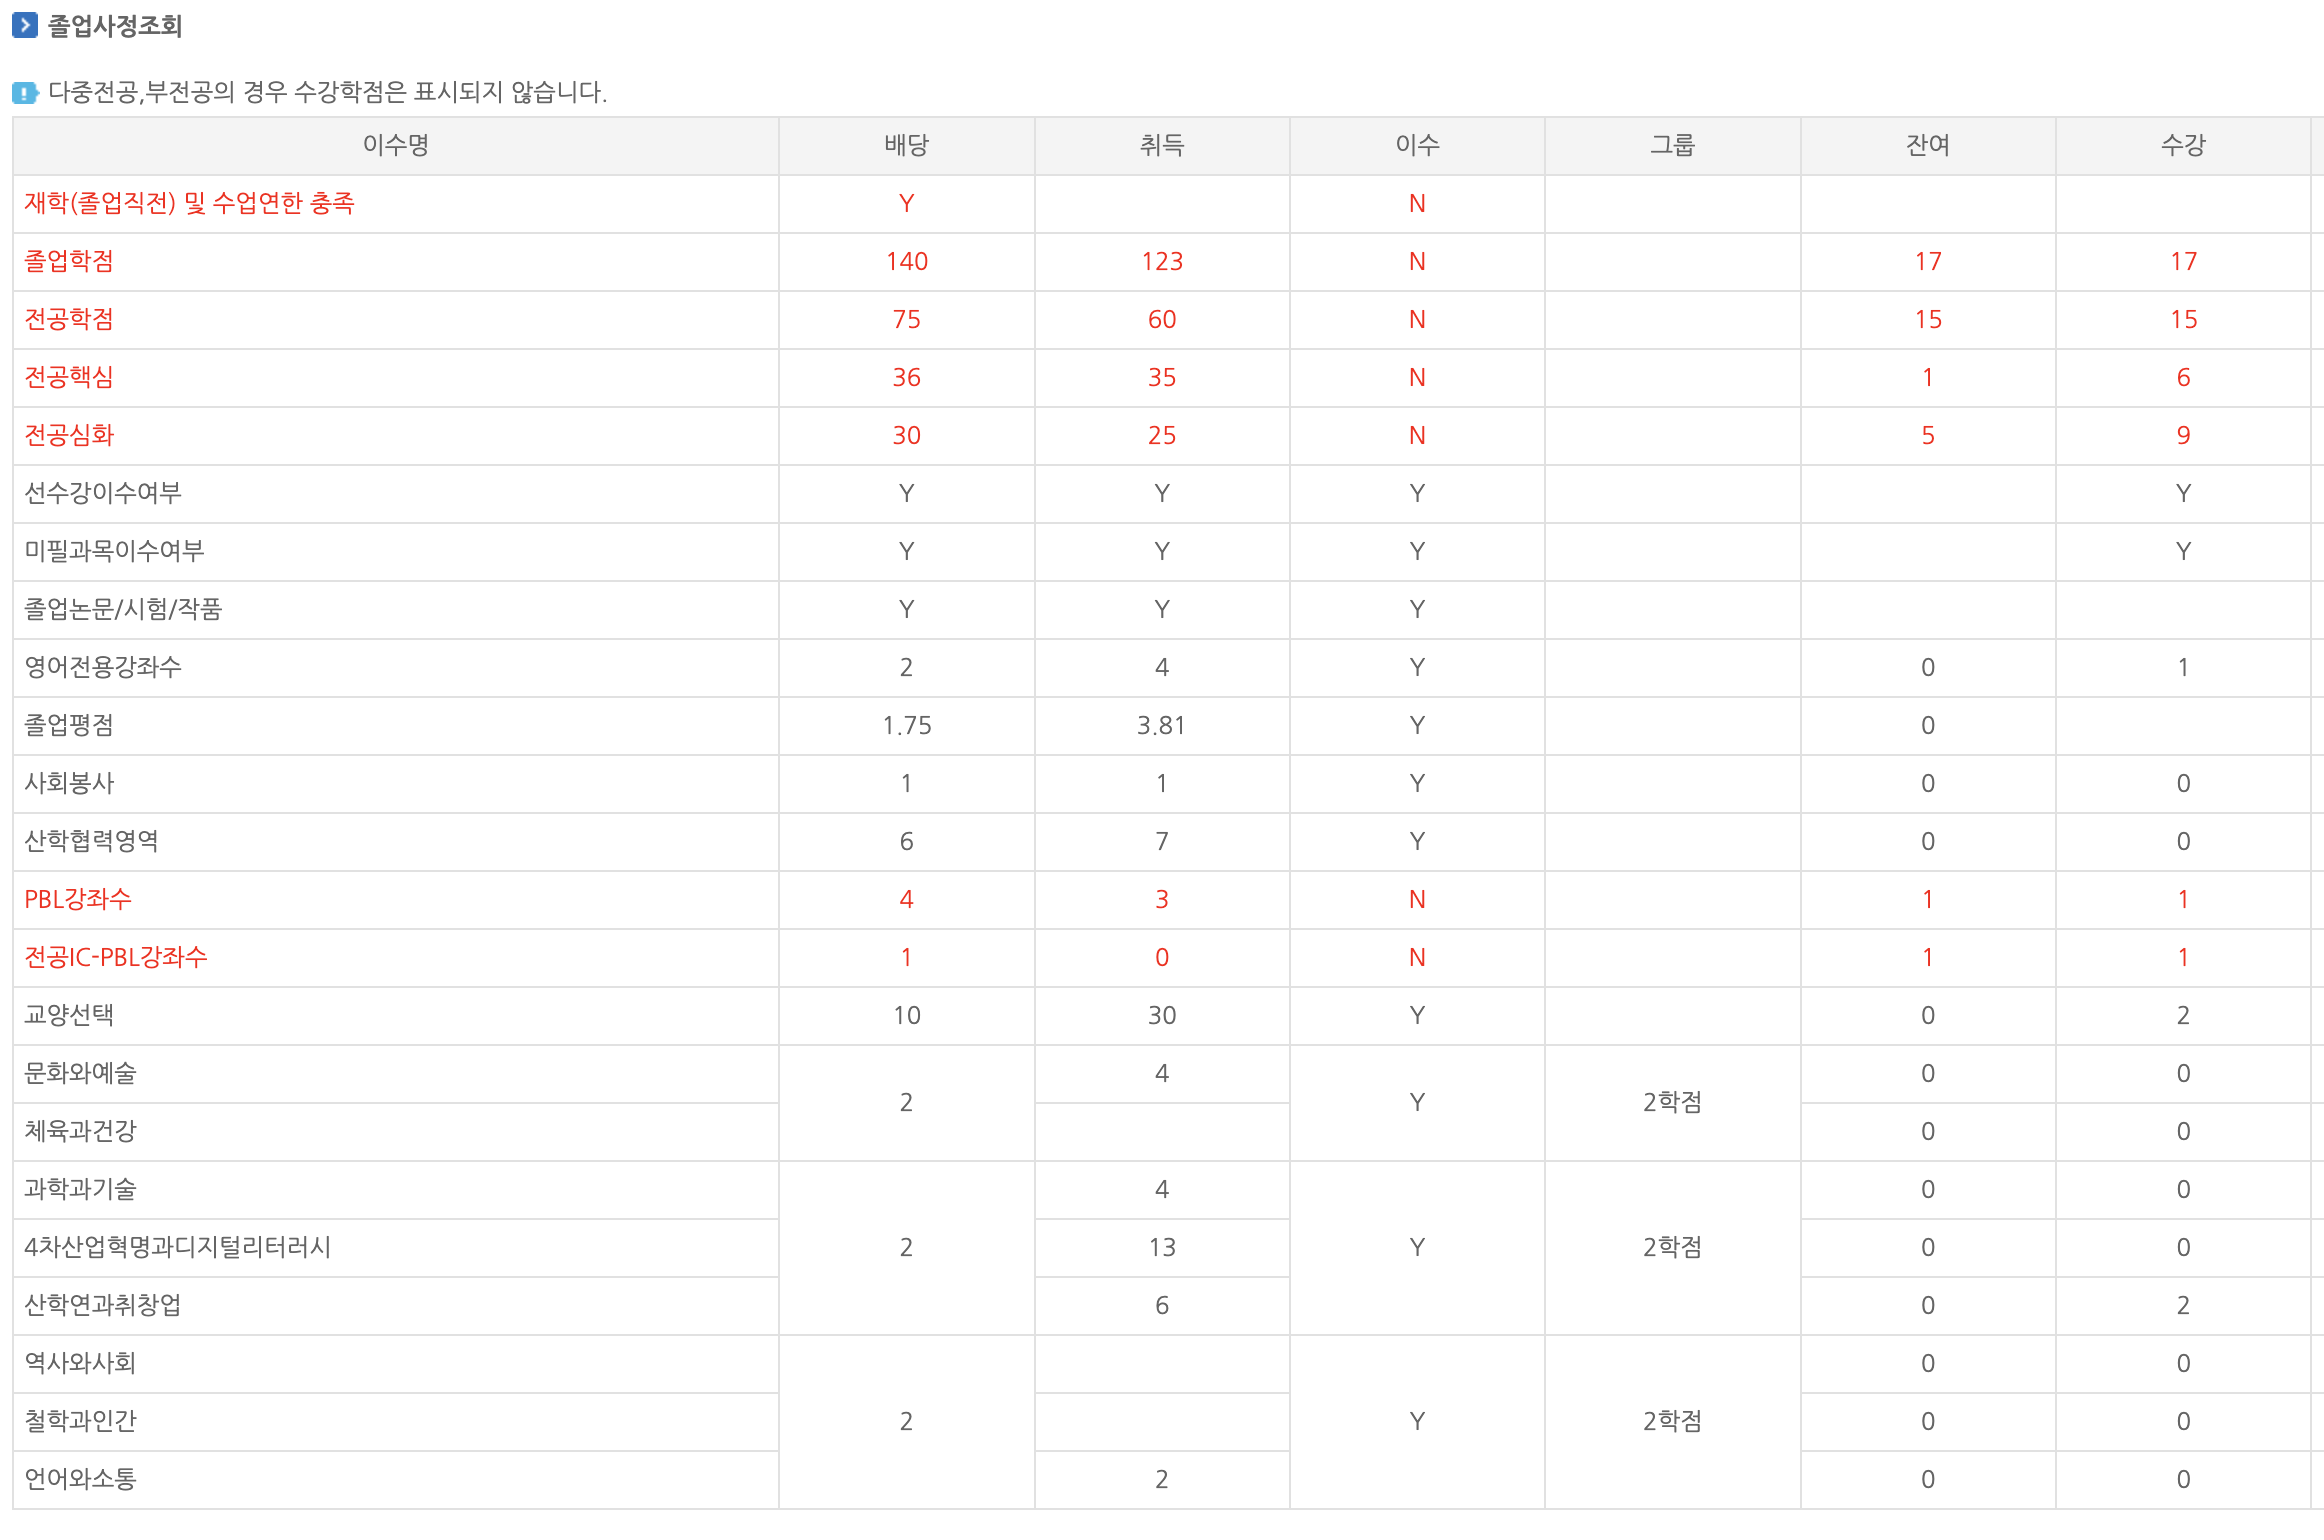 졸업사정조회
다중전공,부전공의 경우 수강학점은 표시되지 않습니다.
이수명 배당 취득 이수 그룹 잔여 수강
재학(졸업직전) 및 수업연한 충족 Y N
졸업학점 140 123 N 17 17
전공학점 75 60 N 15 15
전공핵심 36 35 N 1 6
전공심화 30 25 N 5 9
선수강이수여부 Y Y Y Y
미필과목이수여부 Y Y Y Y
졸업논문/시험/작품 Y Y Y
영어전용강좌수 2 4 Y 0 1
졸업평점 1.75 3.81 Y 0
사회봉사 1 1 Y 0 0
산학협력영역 6 7 Y 0 0
PBL강좌수 4 3 N 1 1
전공IC-PBL강좌수 1 0 N 1 1
교양선택 10 30 Y 0 2
문화와예술 2 4 Y 2학점 0 0
체육과건강 0 0
과학과기술 4 0 0
4차산업혁명과디지털리터러시 2 13 Y 2학점 0 0
산학연과취창업 6 0 2
역사와사회 0 0
철학과인간 2 Y 2학점 0 0
언어와소통 2 0 0